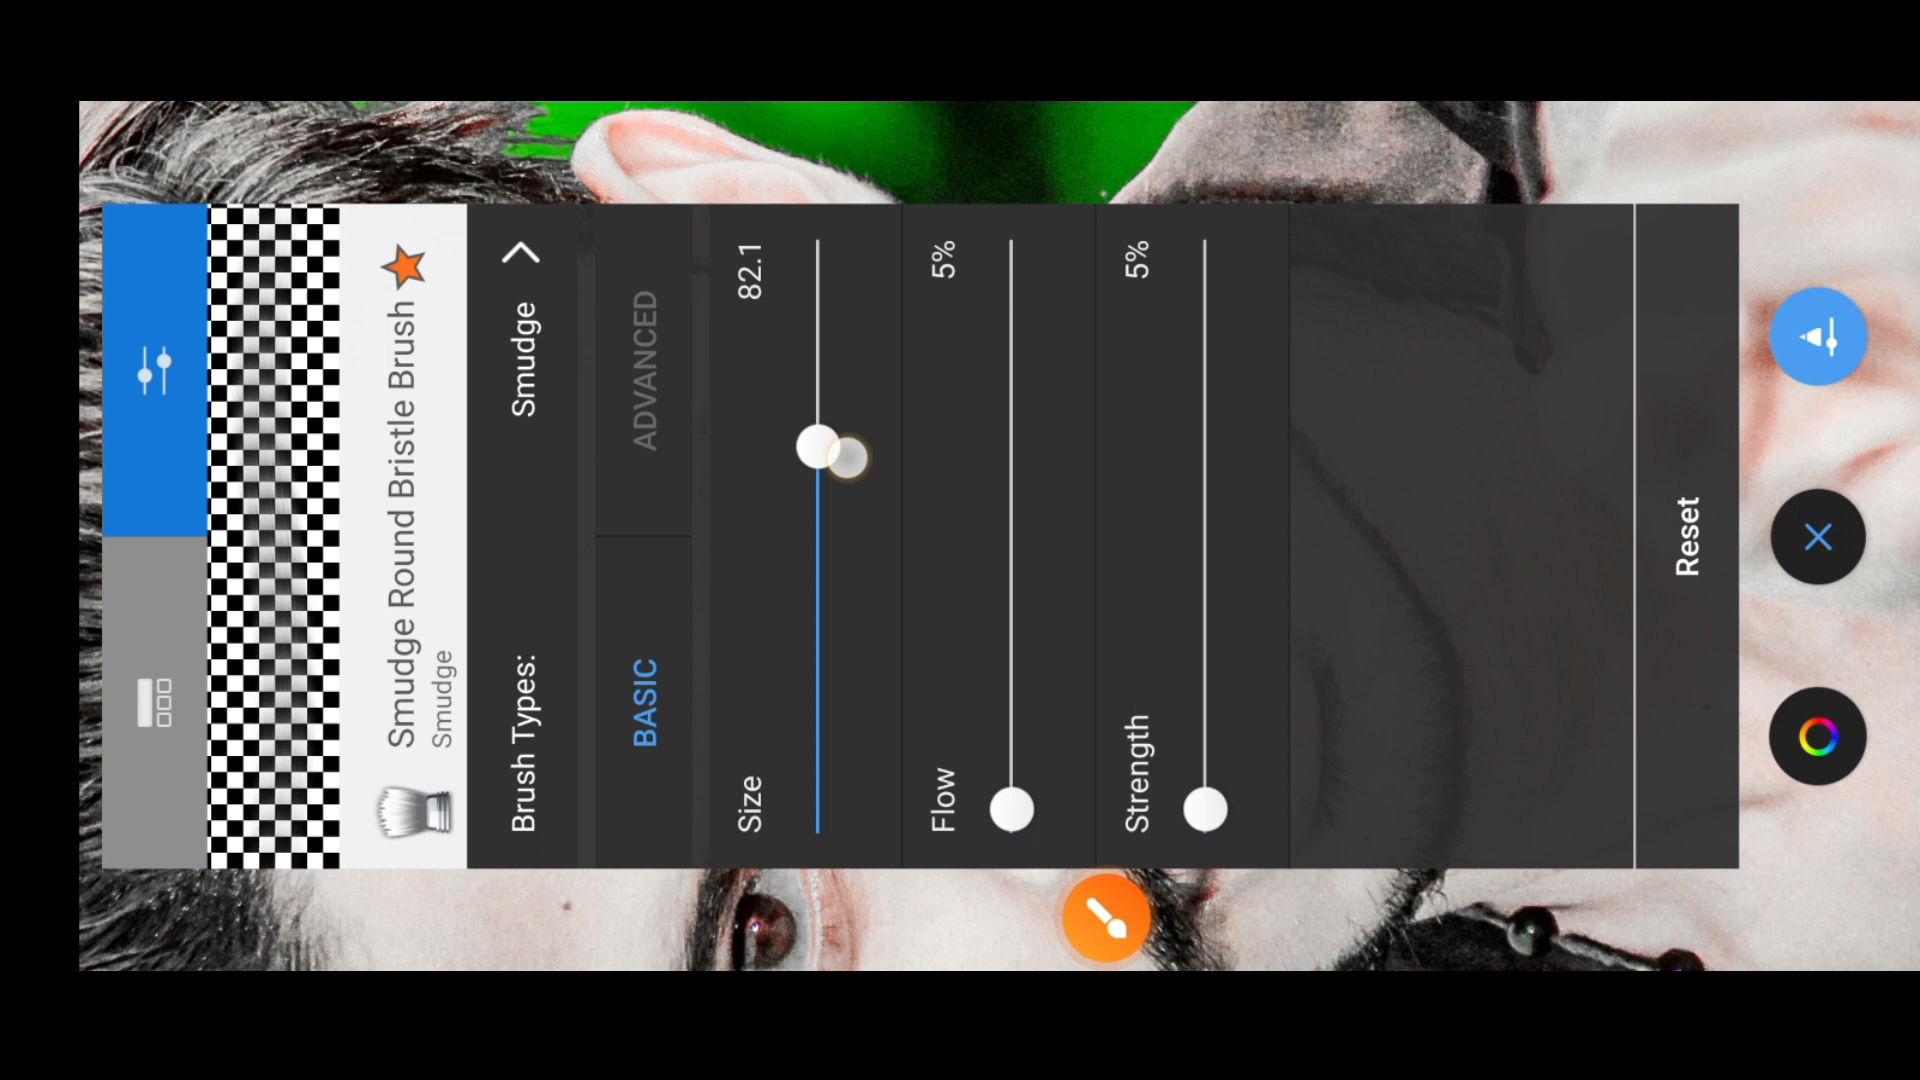 Smudge Round Bristle Brush
Smudge
Brush Types: Smudge
BASIC ADVANCED
Size 82.1
Flow 5%
Strength 5%
Reset